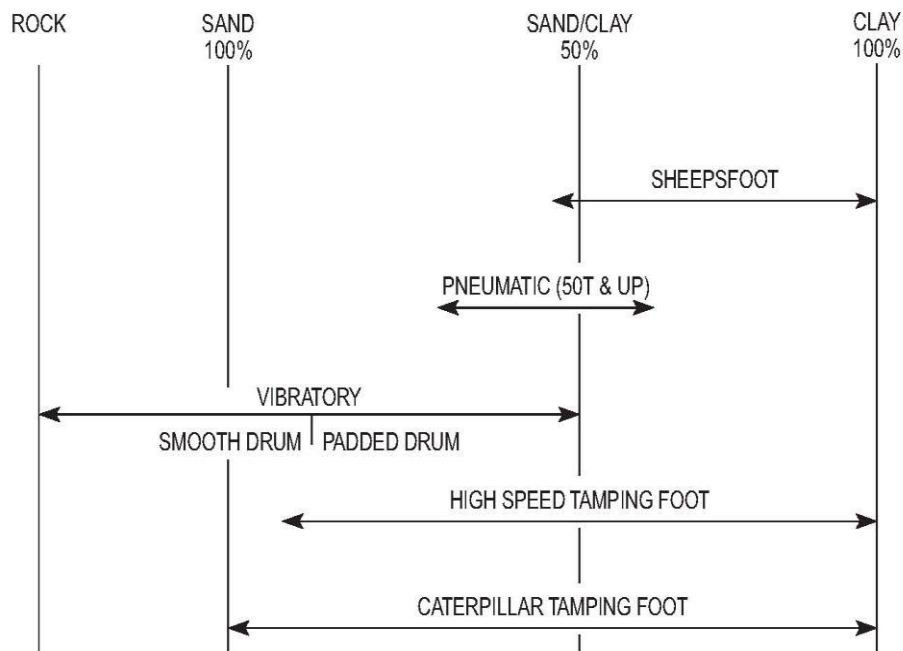 ROCK SAND SAND/CLAY CLAY
100% 50% 100%
SHEEPSFOOT
PNEUMATIC (50T & UP)
VIBRATORY
SMOOTH DRUM PADDED DRUM
HIGH SPEED TAMPING FOOT
CATERPILLAR TAMPING FOOT